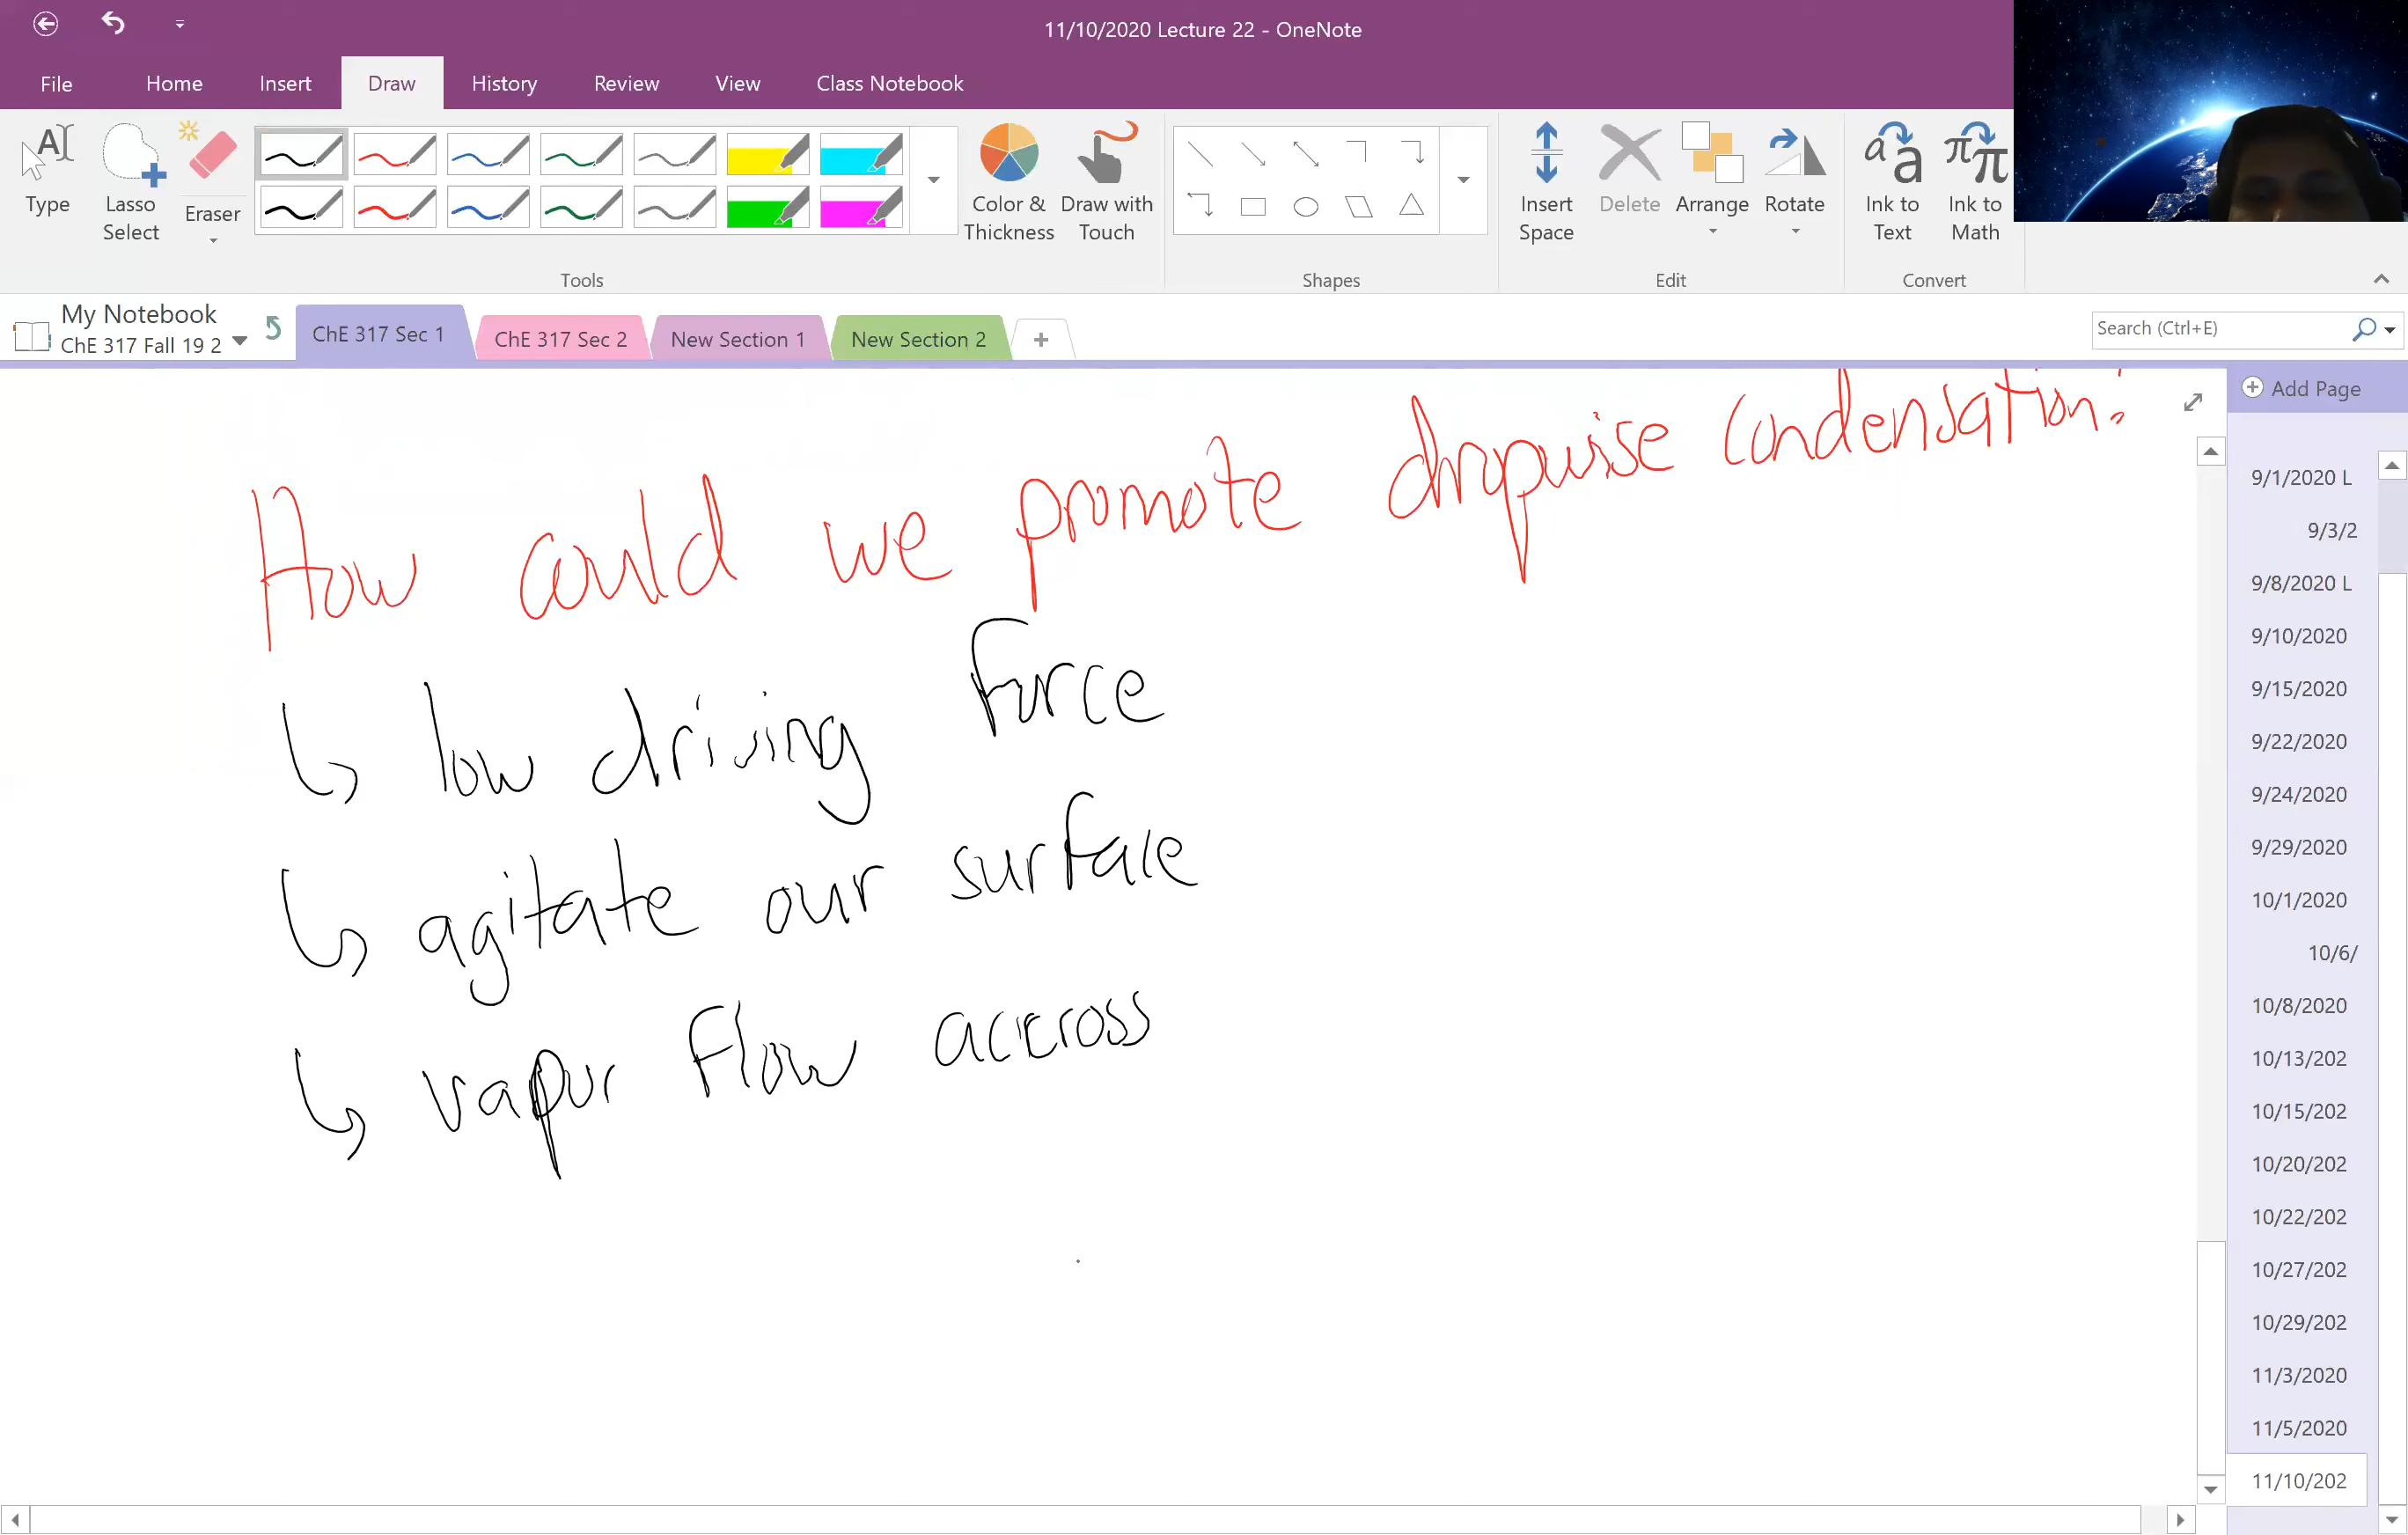 11/10/2020 Lecture 22 - OneNote
File Home Insert Draw History Review View Class Notebook
Type
Lasso Select
Eraser
Color & Thickness
Draw with Touch
Insert Space
Delete
Arrange
Rotate
Ink to Text
Ink to Math
Tools Shapes Edit Convert
My Notebook
ChE 317 Fall 19 2
ChE 317 Sec 1 ChE 317 Sec 2 New Section 1 New Section 2 +
Search (Ctrl+E)
How could we promote dropwise condensation?
↳ low driving Force
↳ agitate our surface
↳ vapor flow accross
Add Page
9/1/2020 L
9/3/2
9/8/2020 L
9/10/2020
9/15/2020
9/22/2020
9/24/2020
9/29/2020
10/1/2020
10/6/
10/8/2020
10/13/202
10/15/202
10/20/202
10/22/202
10/27/202
10/29/202
11/3/2020
11/5/2020
11/10/202